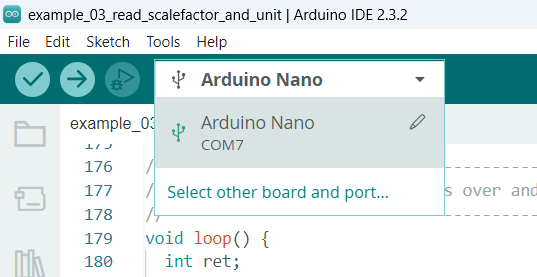 example_03_read_scalefactor_and_unit | Arduino IDE 2.3.2
File Edit Sketch Tools Help
Arduino Nano
Arduino Nano
COM7
Select other board and port...
example_03
176 //
177 // s over and
178 //
179 void loop() {
180 int ret;